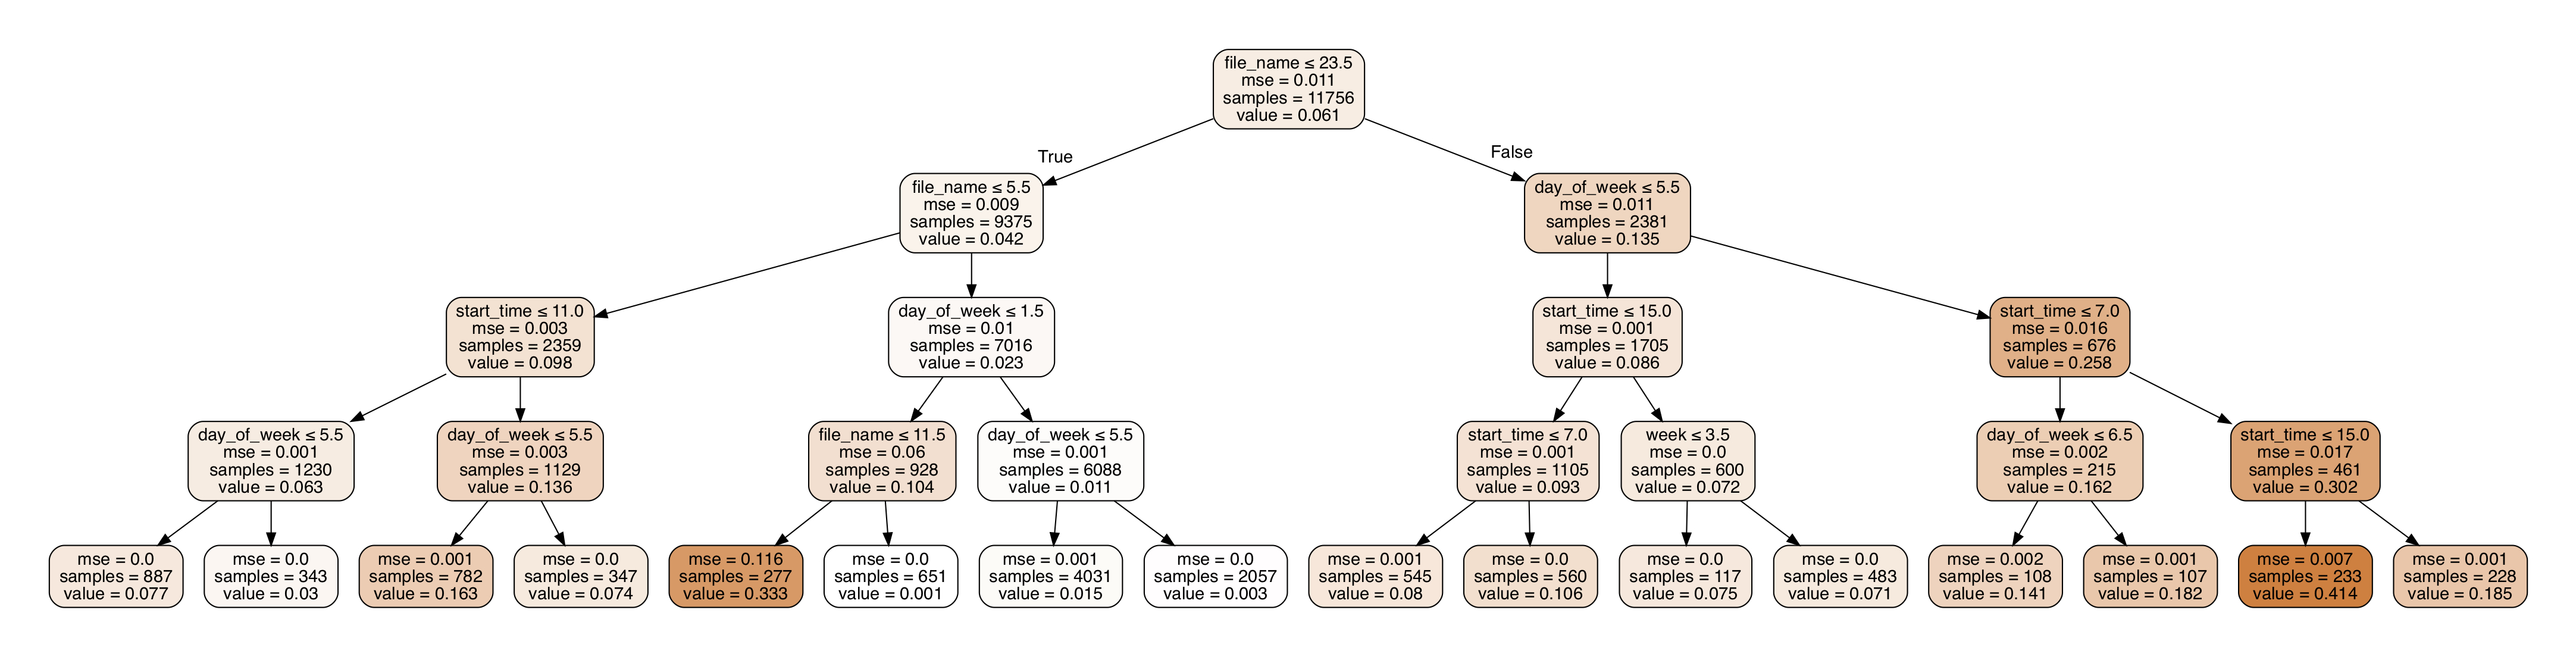 file_name ≤ 23.5
mse = 0.011
samples = 11756
value = 0.061
True
False
file_name ≤ 5.5
mse = 0.009
samples = 9375
value = 0.042
day_of_week ≤ 5.5
mse = 0.011
samples = 2381
value = 0.135
start_time ≤ 11.0
mse = 0.003
samples = 2359
value = 0.098
day_of_week ≤ 1.5
mse = 0.01
samples = 7016
value = 0.023
start_time ≤ 15.0
mse = 0.001
samples = 1705
value = 0.086
start_time ≤ 7.0
mse = 0.016
samples = 676
value = 0.258
day_of_week ≤ 5.5
mse = 0.001
samples = 1230
value = 0.063
day_of_week ≤ 5.5
mse = 0.003
samples = 1129
value = 0.136
file_name ≤ 11.5
mse = 0.06
samples = 928
value = 0.104
day_of_week ≤ 5.5
mse = 0.001
samples = 6088
value = 0.011
start_time ≤ 7.0
mse = 0.001
samples = 1105
value = 0.093
week ≤ 3.5
mse = 0.0
samples = 600
value = 0.072
day_of_week ≤ 6.5
mse = 0.002
samples = 215
value = 0.162
start_time ≤ 15.0
mse = 0.017
samples = 461
value = 0.302
mse = 0.0
samples = 887
value = 0.077
mse = 0.0
samples = 343
value = 0.03
mse = 0.001
samples = 782
value = 0.163
mse = 0.0
samples = 347
value = 0.074
mse = 0.116
samples = 277
value = 0.333
mse = 0.0
samples = 651
value = 0.001
mse = 0.001
samples = 4031
value = 0.015
mse = 0.0
samples = 2057
value = 0.003
mse = 0.001
samples = 545
value = 0.08
mse = 0.0
samples = 560
value = 0.106
mse = 0.0
samples = 117
value = 0.075
mse = 0.0
samples = 483
value = 0.071
mse = 0.002
samples = 108
value = 0.141
mse = 0.001
samples = 107
value = 0.182
mse = 0.007
samples = 233
value = 0.414
mse = 0.001
samples = 228
value = 0.185